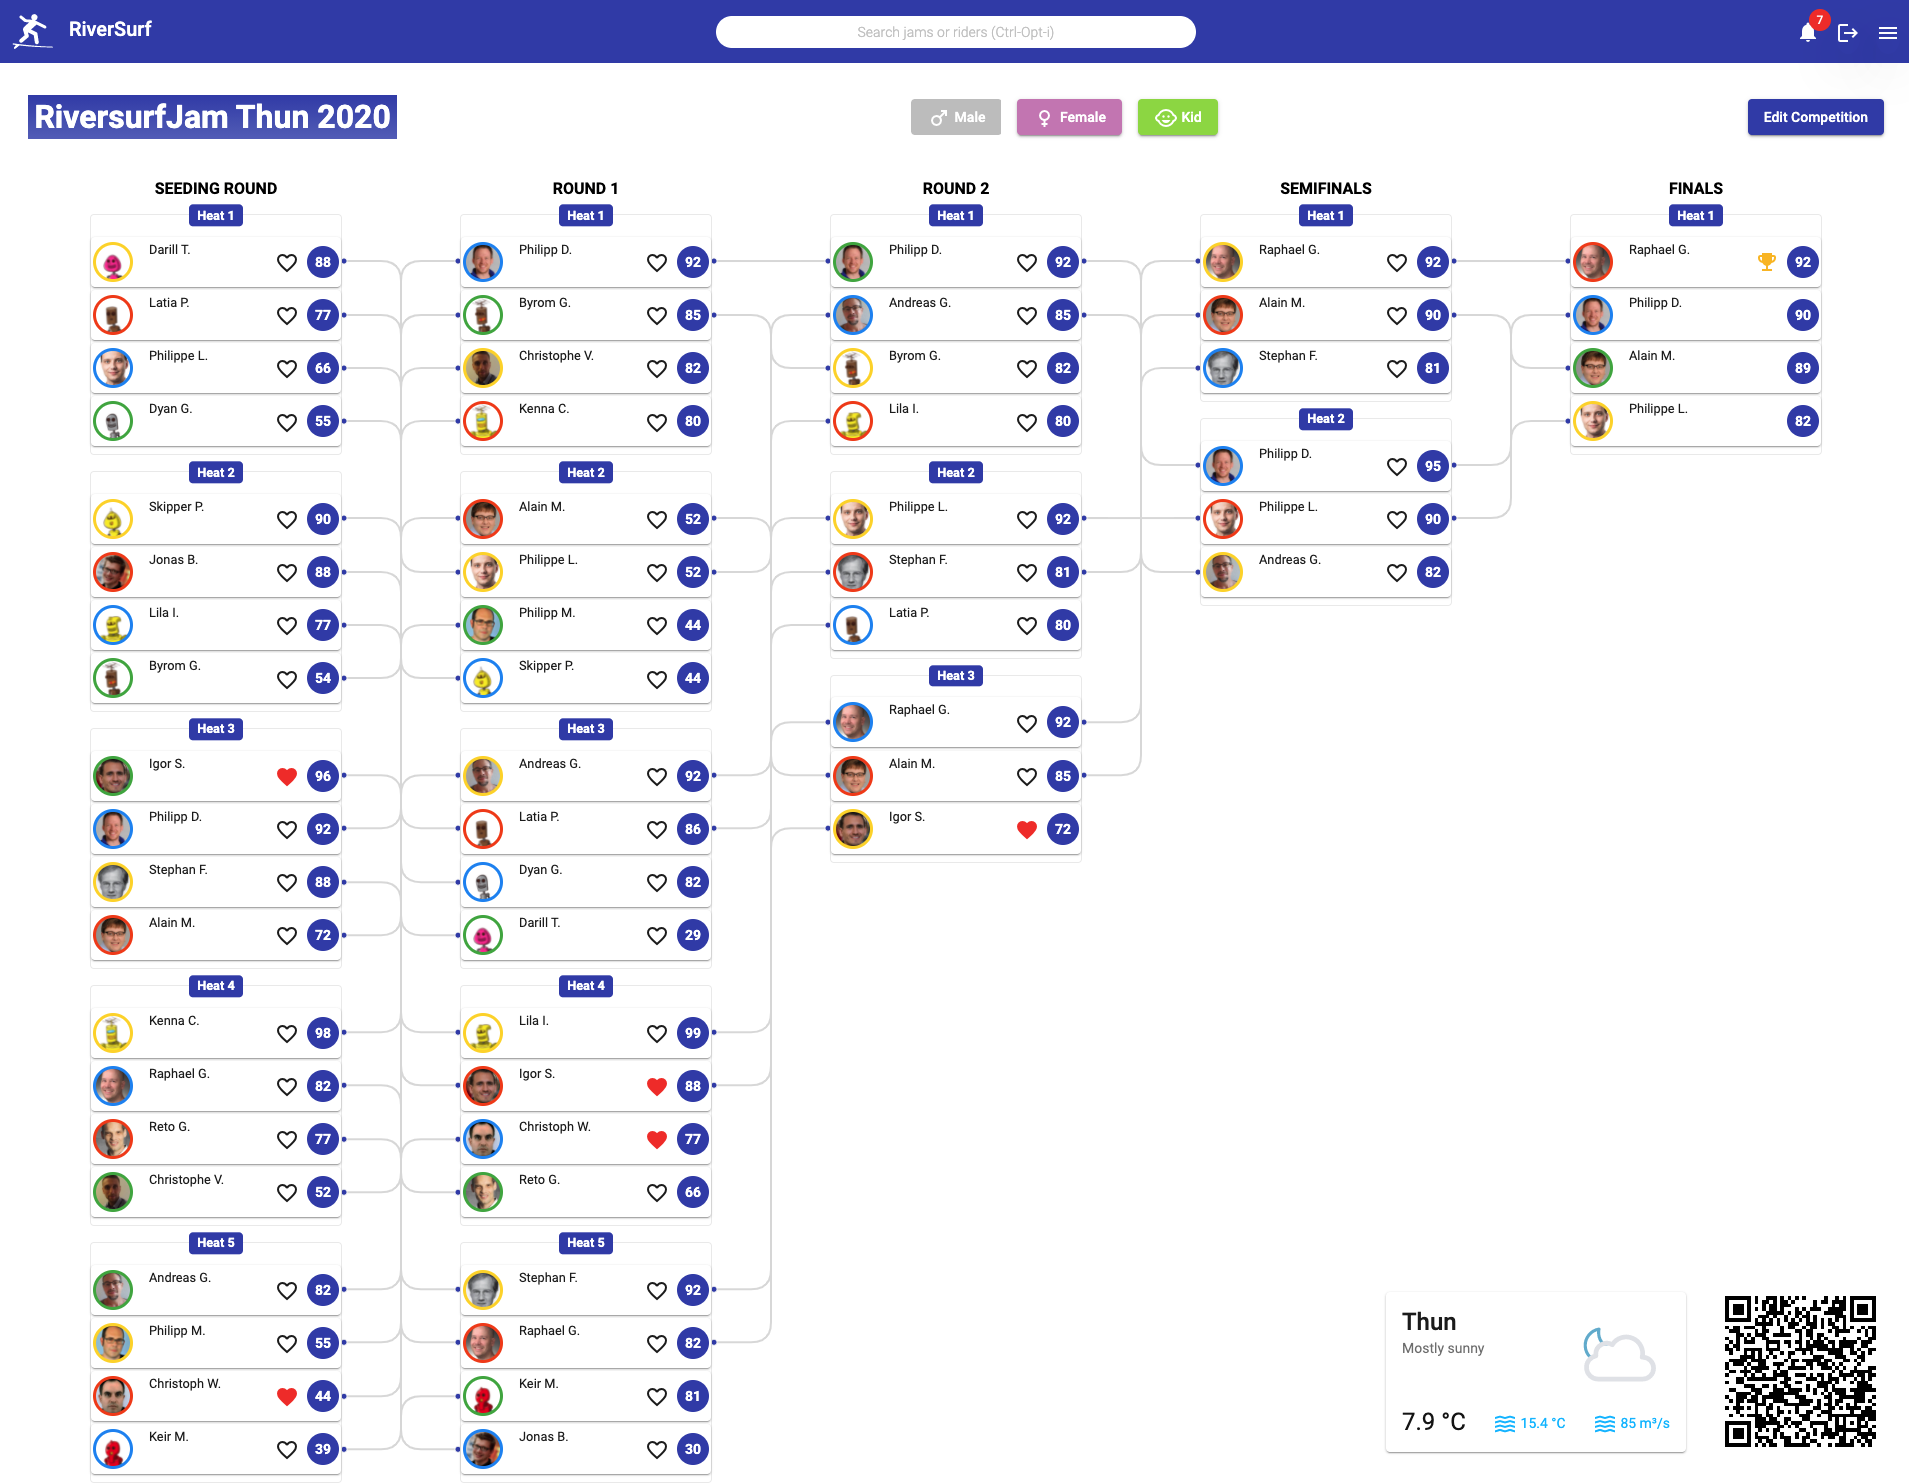 RiverSurf
Search jams or riders (Ctrl-Opt-i)
7
RiversurfJam Thun 2020
Male
Female
Kid
Edit Competition
SEEDING ROUND
Heat 1
Darill T.
88
Latia P.
77
Philippe L.
66
Dyan G.
55
Heat 2
Skipper P.
90
Jonas B.
88
Lila I.
77
Byrom G.
54
Heat 3
Igor S.
96
Philipp D.
92
Stephan F.
88
Alain M.
72
Heat 4
Kenna C.
98
Raphael G.
82
Reto G.
77
Christophe V.
52
Heat 5
Andreas G.
82
Philipp M.
55
Christoph W.
44
Keir M.
39
ROUND 1
Heat 1
Philipp D.
92
Byrom G.
85
Christophe V.
82
Kenna C.
80
Heat 2
Alain M.
52
Philippe L.
52
Philipp M.
44
Skipper P.
44
Heat 3
Andreas G.
92
Latia P.
86
Dyan G.
82
Darill T.
29
Heat 4
Lila I.
99
Igor S.
88
Christoph W.
77
Reto G.
66
Heat 5
Stephan F.
92
Raphael G.
82
Keir M.
81
Jonas B.
30
ROUND 2
Heat 1
Philipp D.
92
Andreas G.
85
Byrom G.
82
Lila I.
80
Heat 2
Philippe L.
92
Stephan F.
81
Latia P.
80
Heat 3
Raphael G.
92
Alain M.
85
Igor S.
72
SEMIFINALS
Heat 1
Raphael G.
92
Alain M.
90
Stephan F.
81
Heat 2
Philipp D.
95
Philippe L.
90
Andreas G.
82
FINALS
Heat 1
Raphael G.
92
Philipp D.
90
Alain M.
89
Philippe L.
82
Thun
Mostly sunny
7.9 °C
15.4 °C
85 m³/s